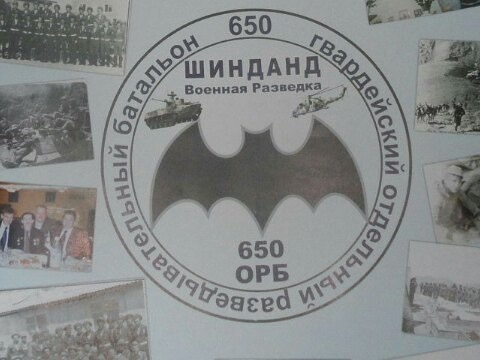 650
гвардейский отдельный разведывательный батальон
ШИНДАНД
Военная Разведка
650
ОРБ